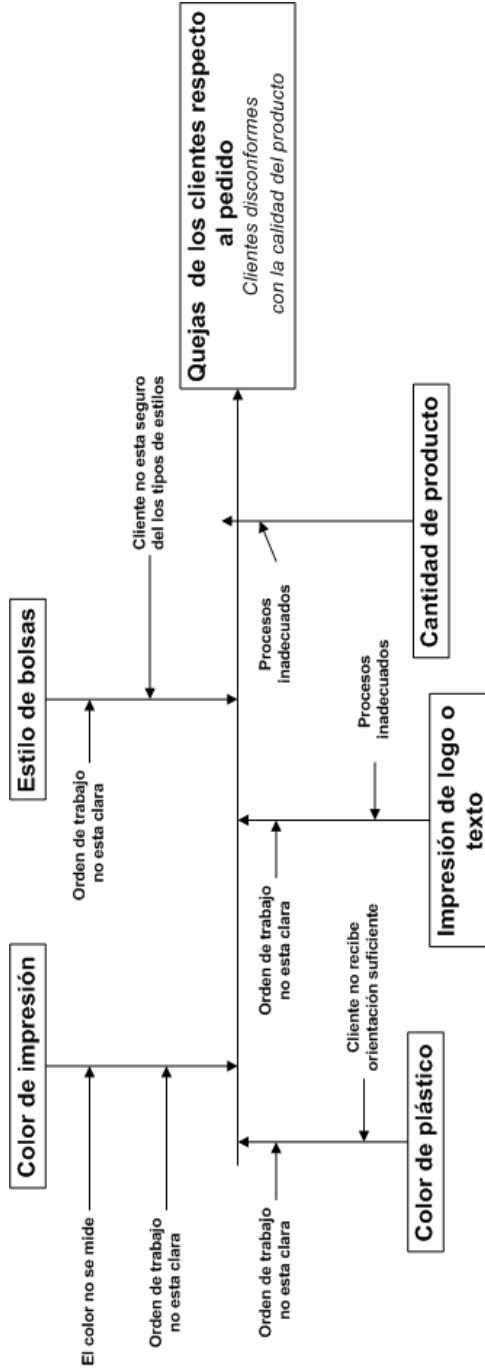 Color de impresión
Estilo de bolsas
El color no se mide
Orden de trabajo
no esta clara
Orden de trabajo
no esta clara
Cliente no esta seguro
del los tipos de estilos
Quejas de los clientes respecto
al pedido
Clientes disconformes
con la calidad del producto
Orden de trabajo
no esta clara
Cliente no recibe
orientación suficiente
Orden de trabajo
no esta clara
Procesos
inadecuados
Procesos
inadecuados
Color de plástico
Impresión de logo o
texto
Cantidad de producto